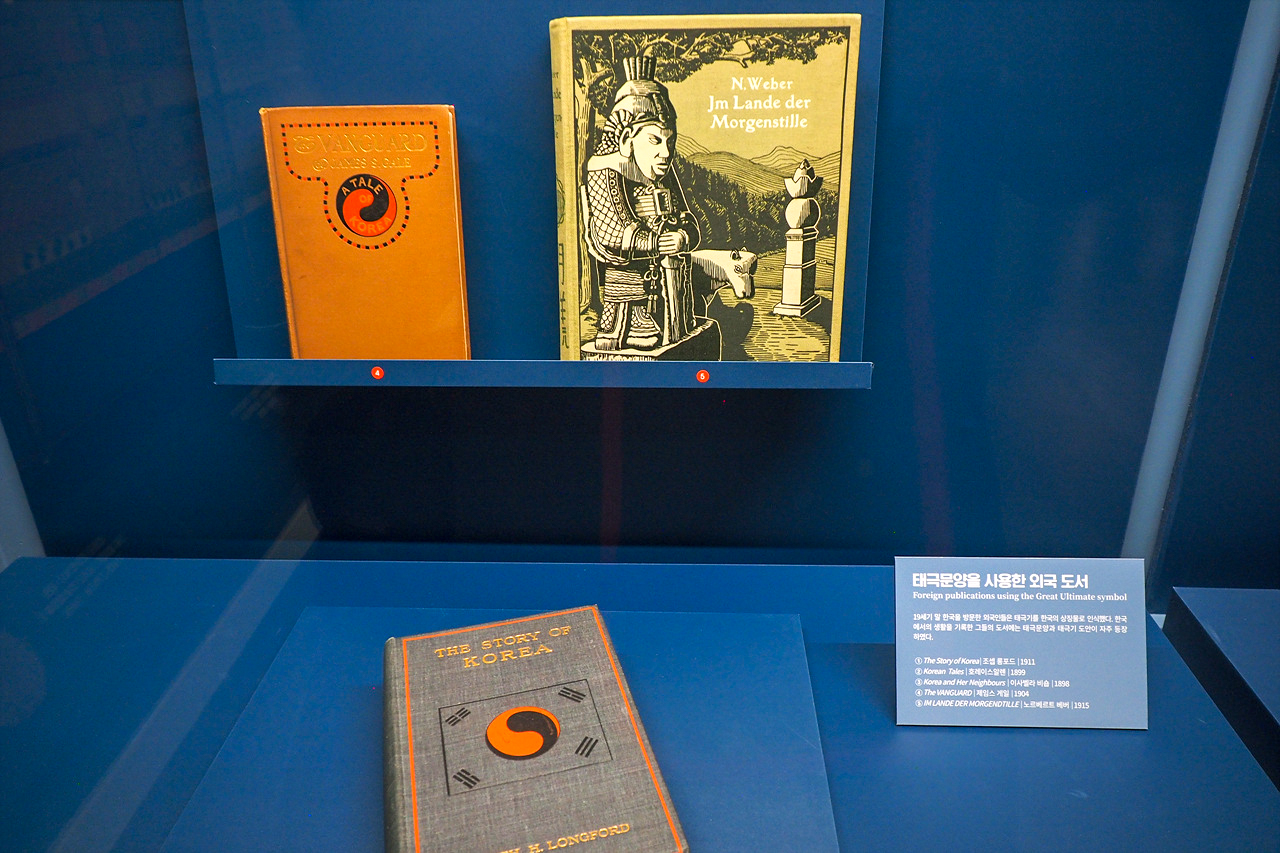 VANGUARD
JAMES S. GALE
A TALE
KOREA
N. Weber
Jm Lande der
Morgenstille
4
5
THE STORY OF
KOREA
H. LONGFORD
태극문양을 사용한 외국 도서
Foreign publications using the Great Ultimate symbol
19세기 말 한국을 방문한 외국인들은 태극기를 한국의 상징물로 인식했다. 한국
에서의 생활을 기록한 그들의 도서에는 태극문양과 태극기 도안이 자주 등장
하였다.
① The Story of Korea | 조셉 롱포드 | 1911
② Korean Tales | 호레이스알렌 | 1899
③ Korea and Her Neighbours | 이사벨라 비숍 | 1898
④ The VANGUARD | 제임스 게일 | 1904
⑤ IM LANDE DER MORGENDTILLE | 노르베르트 베버 | 1915